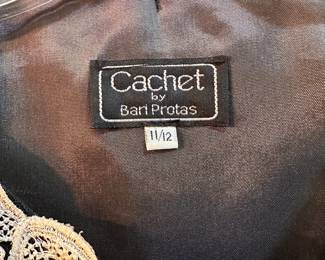 Cachet
by
Bari Protas
11/12